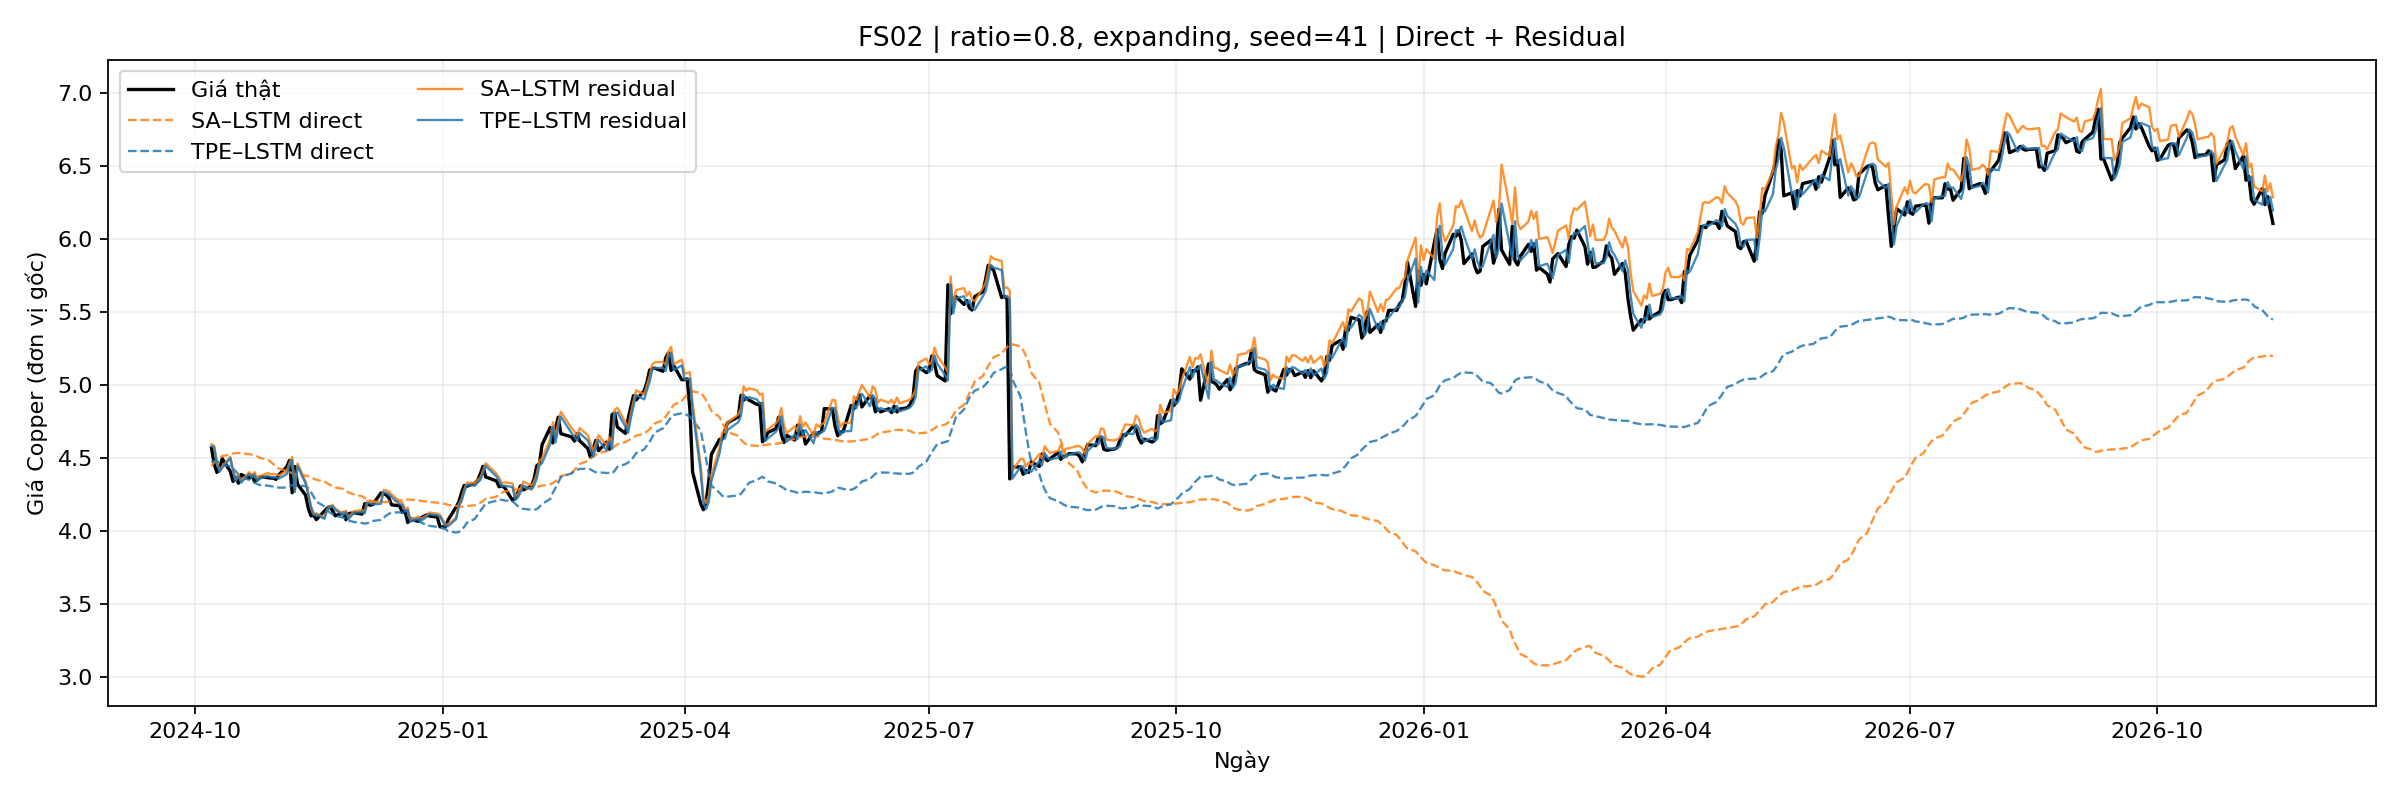 FS02 | ratio=0.8, expanding, seed=41 | Direct + Residual
Giá thật
SA–LSTM direct
TPE–LSTM direct
SA–LSTM residual
TPE–LSTM residual
Giá Copper (đơn vị gốc)
7.0
6.5
6.0
5.5
5.0
4.5
4.0
3.5
3.0
2024-10
2025-01
2025-04
2025-07
2025-10
2026-01
2026-04
2026-07
2026-10
Ngày